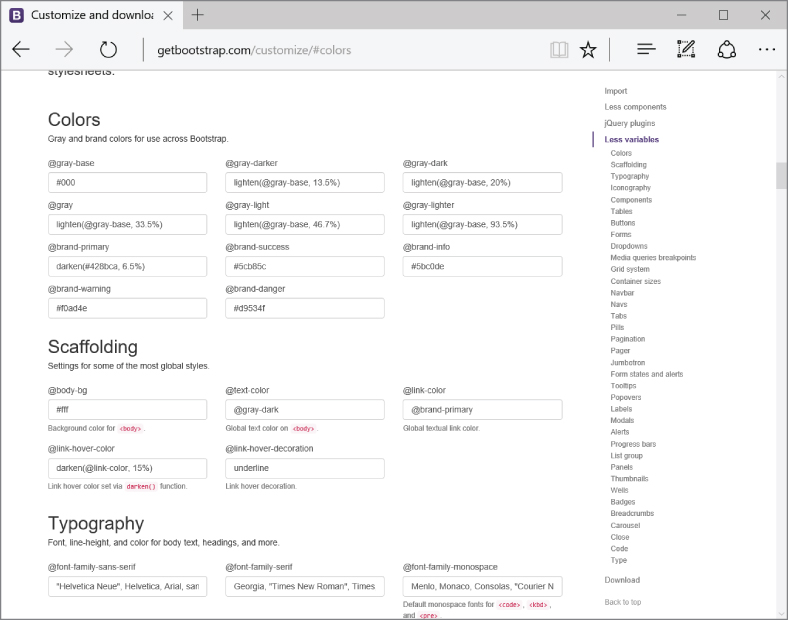 Customize and downloa
getbootstrap.com/customize/#colors
stylesheets.
Colors
Gray and brand colors for use across Bootstrap.
@gray-base
#000
@gray-darker
lighten(@gray-base, 13.5%)
@gray-dark
lighten(@gray-base, 20%)
@gray
lighten(@gray-base, 33.5%)
@gray-light
lighten(@gray-base, 46.7%)
@gray-lighter
lighten(@gray-base, 93.5%)
@brand-primary
darken(#428bca, 6.5%)
@brand-success
#5cb85c
@brand-info
#5bc0de
@brand-warning
#f0ad4e
@brand-danger
#d9534f
Scaffolding
Settings for some of the most global styles.
@body-bg
#fff
Background color for <body>.
@text-color
@gray-dark
Global text color on <body>.
@link-color
@brand-primary
Global textual link color.
@link-hover-color
darken(@link-color, 15%)
Link hover color set via darken() function.
@link-hover-decoration
underline
Link hover decoration.
Typography
Font, line-height, and color for body text, headings, and more.
@font-family-sans-serif
"Helvetica Neue", Helvetica, Arial, san
@font-family-serif
Georgia, "Times New Roman", Times
@font-family-monospace
Menlo, Monaco, Consolas, "Courier N
Default monospace fonts for <code>, <kbd>,
and <pre>.
Import
Less components
jQuery plugins
Less variables
Colors
Scaffolding
Typography
Iconography
Components
Tables
Buttons
Forms
Dropdowns
Media queries breakpoints
Grid system
Container sizes
Navbar
Navs
Tabs
Pills
Pagination
Pager
Jumbotron
Form states and alerts
Tooltips
Popovers
Labels
Modals
Alerts
Progress bars
List group
Panels
Thumbnails
Wells
Badges
Breadcrumbs
Carousel
Close
Code
Type
Download
Back to top